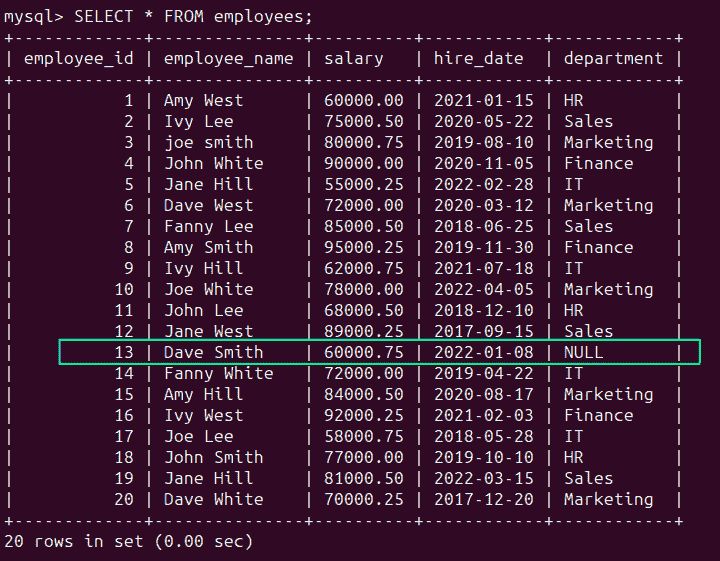 mysql> SELECT * FROM employees;
+-------------+---------------+----------+------------+------------+
| employee_id | employee_name | salary   | hire_date  | department |
+-------------+---------------+----------+------------+------------+
|           1 | Amy West      | 60000.00 | 2021-01-15 | HR         |
|           2 | Ivy Lee       | 75000.50 | 2020-05-22 | Sales      |
|           3 | joe smith     | 80000.75 | 2019-08-10 | Marketing  |
|           4 | John White    | 90000.00 | 2020-11-05 | Finance    |
|           5 | Jane Hill     | 55000.25 | 2022-02-28 | IT         |
|           6 | Dave West     | 72000.00 | 2020-03-12 | Marketing  |
|           7 | Fanny Lee     | 85000.50 | 2018-06-25 | Sales      |
|           8 | Amy Smith     | 95000.25 | 2019-11-30 | Finance    |
|           9 | Ivy Hill      | 62000.75 | 2021-07-18 | IT         |
|          10 | Joe White     | 78000.00 | 2022-04-05 | Marketing  |
|          11 | John Lee      | 68000.50 | 2018-12-10 | HR         |
|          12 | Jane West     | 89000.25 | 2017-09-15 | Sales      |
|          13 | Dave Smith    | 60000.75 | 2022-01-08 | NULL       |
|          14 | Fanny White   | 72000.00 | 2019-04-22 | IT         |
|          15 | Amy Hill      | 84000.50 | 2020-08-17 | Marketing  |
|          16 | Ivy West      | 92000.25 | 2021-02-03 | Finance    |
|          17 | Joe Lee       | 58000.75 | 2018-05-28 | IT         |
|          18 | John Smith    | 77000.00 | 2019-10-10 | HR         |
|          19 | Jane Hill     | 81000.50 | 2022-03-15 | Sales      |
|          20 | Dave White    | 70000.25 | 2017-12-20 | Marketing  |
+-------------+---------------+----------+------------+------------+
20 rows in set (0.00 sec)